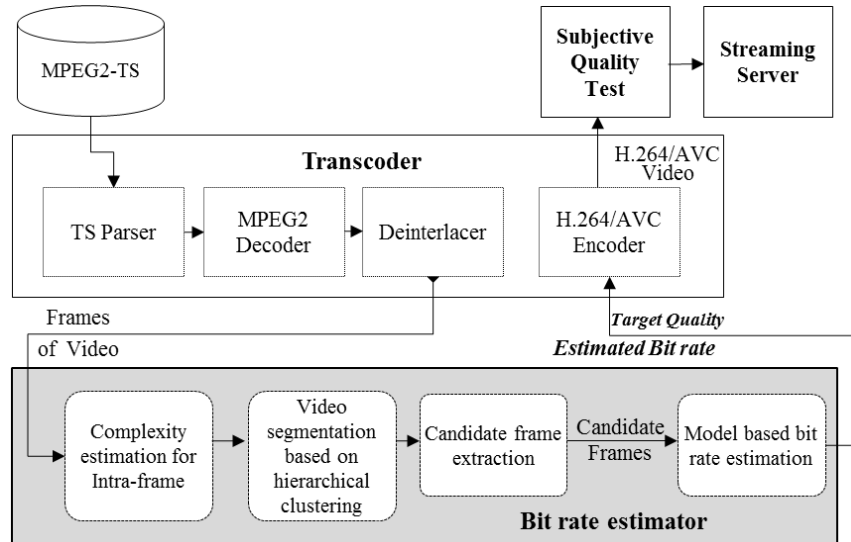 MPEG2-TS
Subjective
Quality
Test
Streaming
Server
Transcoder
H.264/AVC
Video
TS Parser
MPEG2
Decoder
Deinterlacer
H.264/AVC
Encoder
Frames
of Video
Target Quality
Estimated Bit rate
Complexity
estimation for
Intra-frame
Video
segmentation
based on
hierarchical
clustering
Candidate frame
extraction
Candidate
Frames
Model based bit
rate estimation
Bit rate estimator